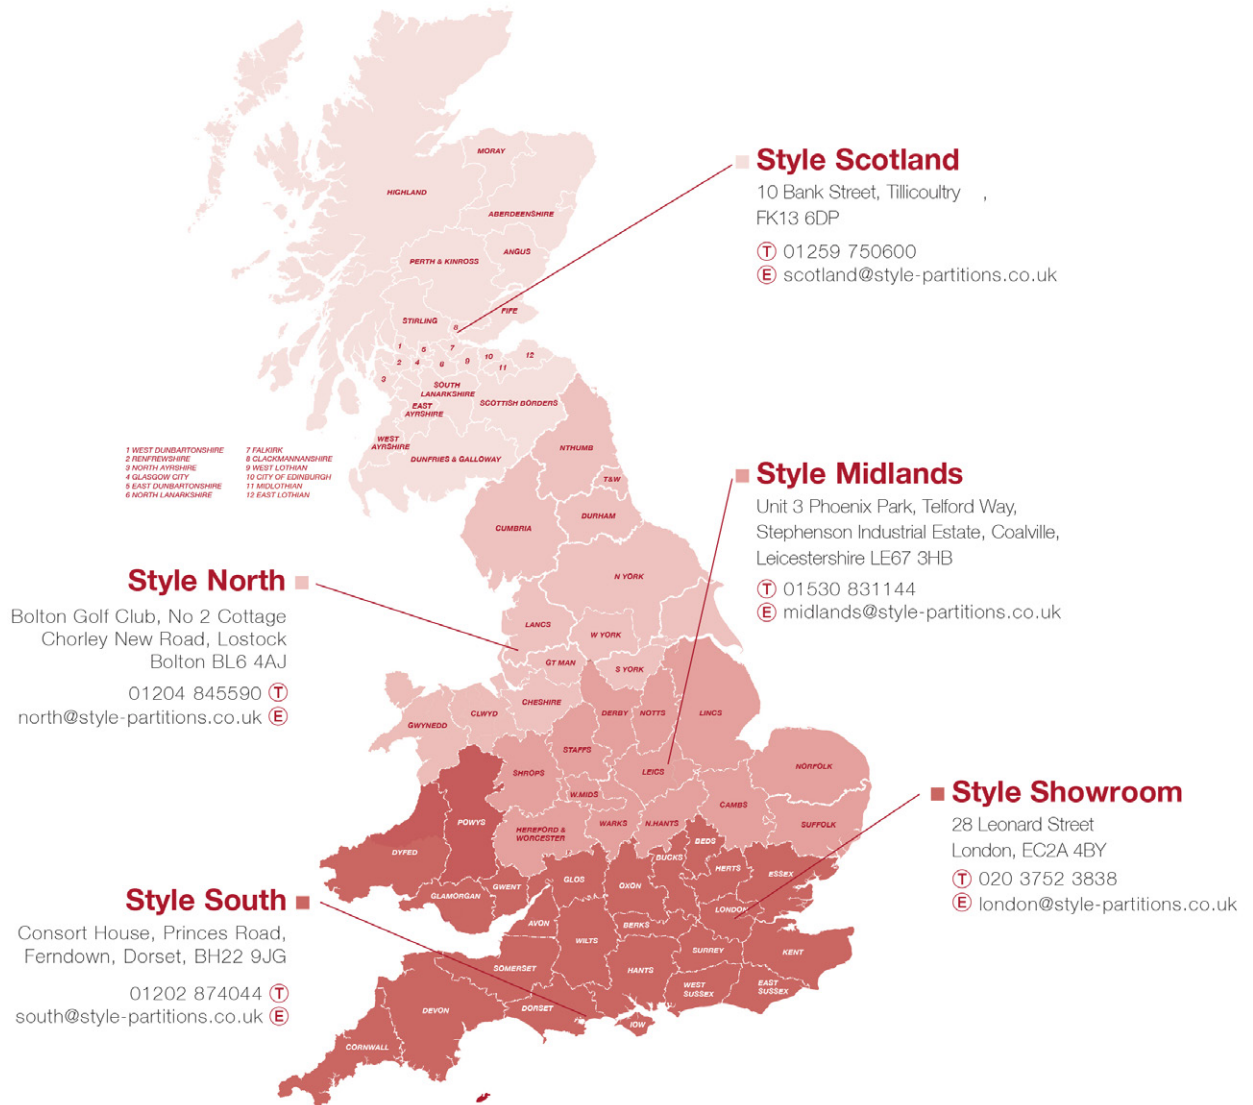 Style Scotland
10 Bank Street, Tillicoultry ,
FK13 6DP
T 01259 750600
E scotland@style-partitions.co.uk
MORAY
HIGHLAND
ABERDEENSHIRE
ANGUS
PERTH & KINROSS
FIFE
STIRLING
8
1
5
7
2
4
6
9
10
11
12
3
SOUTH
LANARKSHIRE
EAST
AYRSHIRE
SCOTTISH BORDERS
WEST
AYRSHIRE
DUNFRIES & GALLOWAY
1 WEST DUNBARTONSHIRE
2 RENFREWSHIRE
3 NORTH AYRSHIRE
4 GLASGOW CITY
5 EAST DUNBARTONSHIRE
6 NORTH LANARKSHIRE
7 FALKIRK
8 CLACKMANNANSHIRE
9 WEST LOTHIAN
10 CITY OF EDINBURGH
11 MIDLOTHIAN
12 EAST LOTHIAN
NTHUMB
T&W
DURHAM
CUMBRIA
N YORK
Style Midlands
Unit 3 Phoenix Park, Telford Way,
Stephenson Industrial Estate, Coalville,
Leicestershire LE67 3HB
T 01530 831144
E midlands@style-partitions.co.uk
Style North
Bolton Golf Club, No 2 Cottage
Chorley New Road, Lostock
Bolton BL6 4AJ
01204 845590 T
north@style-partitions.co.uk E
LANCS
W YORK
GT MAN
S YORK
CHESHIRE
CLWYD
GWYNEDD
DERBY
NOTTS
LINCS
STAFFS
SHROPS
LEICS
NORFOLK
W.MIDS
CAMBS
POWYS
HEREFORD &
WORCESTER
WARKS
N.HANTS
SUFFOLK
DYFED
BEDS
BUCKS
HERTS
ESSEX
GLAMORGAN
GWENT
GLOS
OXON
LONDON
AVON
BERKS
WILTS
SURREY
KENT
SOMERSET
HANTS
WEST
SUSSEX
EAST
SUSSEX
DEVON
DORSET
IOW
CORNWALL
Style Showroom
28 Leonard Street
London, EC2A 4BY
T 020 3752 3838
E london@style-partitions.co.uk
Style South
Consort House, Princes Road,
Ferndown, Dorset, BH22 9JG
01202 874044 T
south@style-partitions.co.uk E